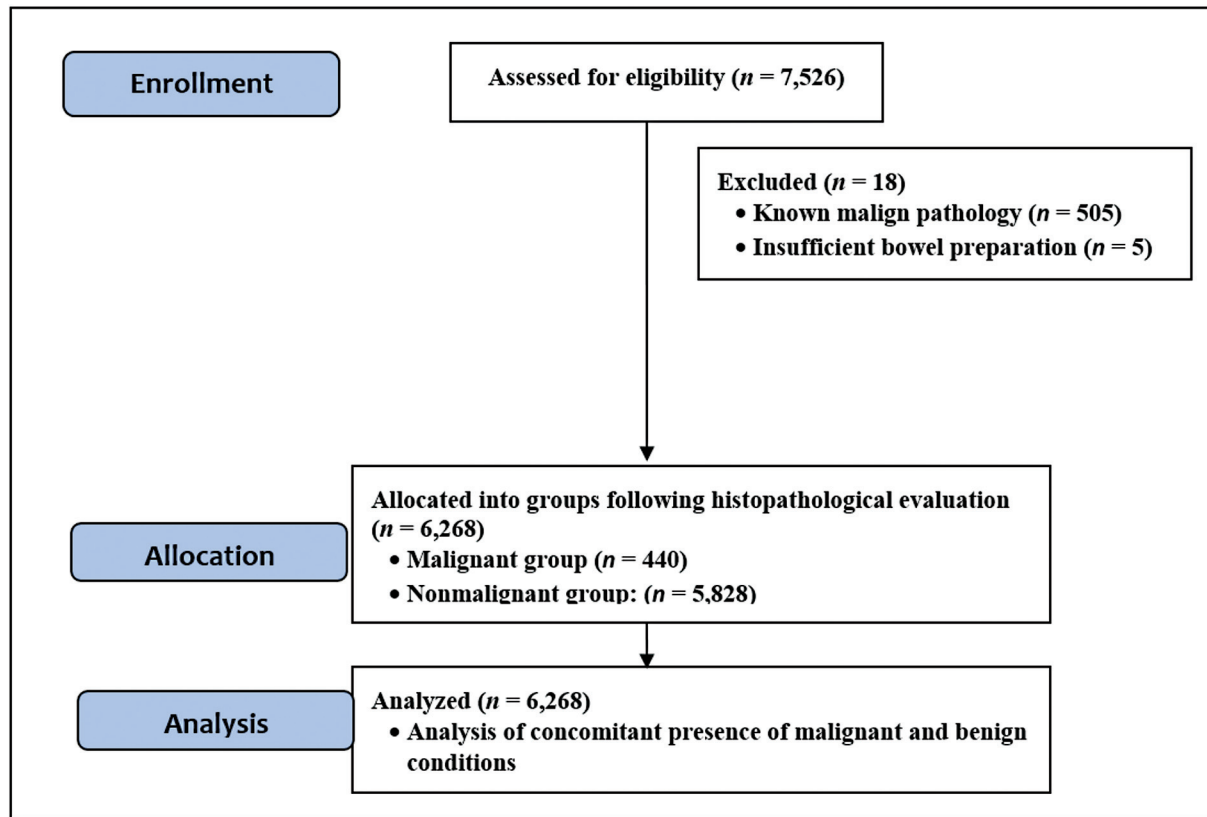 Enrollment
Assessed for eligibility (n = 7,526)
Excluded (n = 18)
• Known malign pathology (n = 505)
• Insufficient bowel preparation (n = 5)
Allocation
Allocated into groups following histopathological evaluation
(n = 6,268)
• Malignant group (n = 440)
• Nonmalignant group: (n = 5,828)
Analysis
Analyzed (n = 6,268)
• Analysis of concomitant presence of malignant and benign
conditions